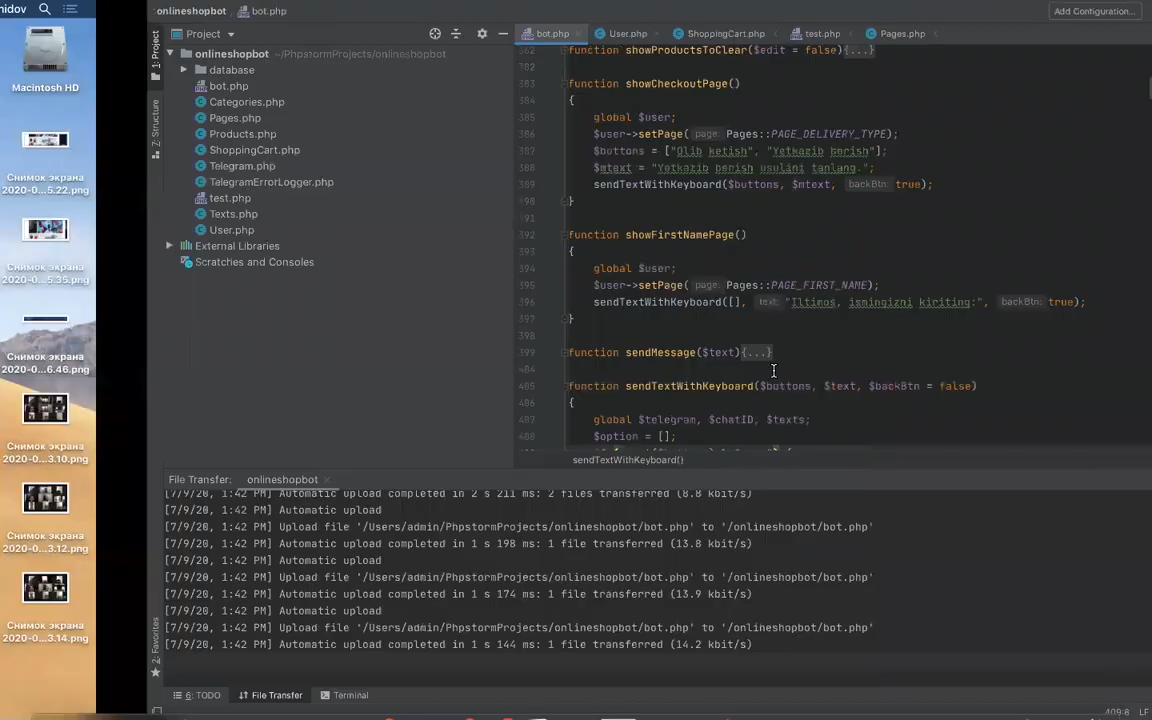 nidov
Macintosh HD
Снимок экрана
2020-0...5.22.png
Снимок экрана
2020-0...5.35.png
Снимок экрана
2020-0...6.46.png
Снимок экрана
2020-0...3.10.png
Снимок экрана
2020-0...3.12.png
Снимок экрана
2020-0...3.14.png
onlineshopbot
bot.php
Add Configuration...
Project
1: Project
Z: Structure
2: Favorites
onlineshopbot ~/PhpstormProjects/onlineshopbot
database
bot.php
Categories.php
Pages.php
Products.php
ShoppingCart.php
Telegram.php
TelegramErrorLogger.php
test.php
Texts.php
User.php
External Libraries
Scratches and Consoles
bot.php
User.php
ShoppingCart.php
test.php
Pages.php
362 function showProductsToClear($edit = false){...}
382
383 function showCheckoutPage()
384 {
385 global $user;
386 $user->setPage( page: Pages::PAGE_DELIVERY_TYPE);
387 $buttons = ["Olib ketish", "Yetkazib berish"];
388 $mtext = "Yetkazib berish usulini tanlang.";
389 sendTextWithKeyboard($buttons, $mtext, backBtn: true);
390 }
391
392 function showFirstNamePage()
393 {
394 global $user;
395 $user->setPage( page: Pages::PAGE_FIRST_NAME);
396 sendTextWithKeyboard([], text: "Iltimos, ismingizni kiriting:", backBtn: true);
397 }
398
399 function sendMessage($text){...}
404
405 function sendTextWithKeyboard($buttons, $text, $backBtn = false)
406 {
407 global $telegram, $chatID, $texts;
408 $option = [];
sendTextWithKeyboard()
File Transfer: onlineshopbot
[7/9/20, 1:42 PM] Automatic upload completed in 2 s 211 ms: 2 files transferred (8.8 kbit/s)
[7/9/20, 1:42 PM] Automatic upload
[7/9/20, 1:42 PM] Upload file '/Users/admin/PhpstormProjects/onlineshopbot/bot.php' to '/onlineshopbot/bot.php'
[7/9/20, 1:42 PM] Automatic upload completed in 1 s 198 ms: 1 file transferred (13.8 kbit/s)
[7/9/20, 1:42 PM] Automatic upload
[7/9/20, 1:42 PM] Upload file '/Users/admin/PhpstormProjects/onlineshopbot/bot.php' to '/onlineshopbot/bot.php'
[7/9/20, 1:42 PM] Automatic upload completed in 1 s 174 ms: 1 file transferred (13.9 kbit/s)
[7/9/20, 1:42 PM] Automatic upload
[7/9/20, 1:42 PM] Upload file '/Users/admin/PhpstormProjects/onlineshopbot/bot.php' to '/onlineshopbot/bot.php'
[7/9/20, 1:42 PM] Automatic upload completed in 1 s 144 ms: 1 file transferred (14.2 kbit/s)
6: TODO
File Transfer
Terminal
409:8 LF